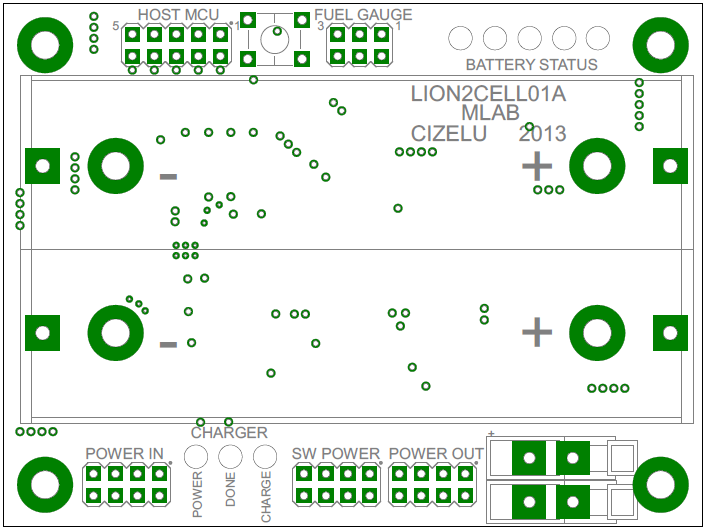 HOST MCU
FUEL GAUGE
5 1
3 1
BATTERY STATUS
LION2CELL01A
MLAB
CIZELU 2013
- +
- +
CHARGER
POWER IN
SW POWER
POWER OUT
+
POWER
DONE
CHARGE